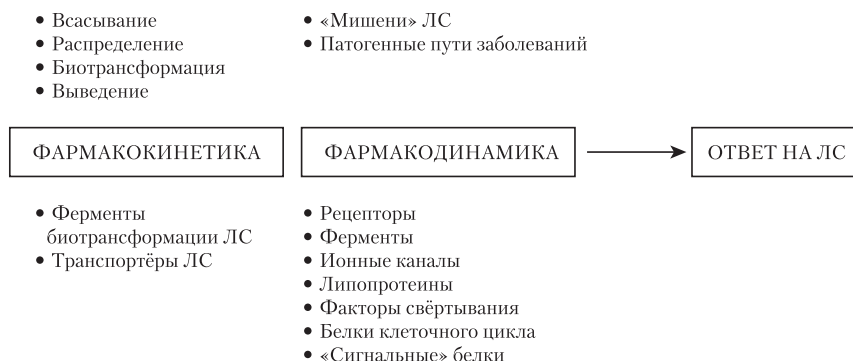 • Всасывание
• Распределение
• Биотрансформация
• Выведение
• «Мишени» ЛС
• Патогенные пути заболеваний
ФАРМАКОКИНЕТИКА
ФАРМАКОДИНАМИКА
ОТВЕТ НА ЛС
• Ферменты
биотрансформации ЛС
• Транспортёры ЛС
• Рецепторы
• Ферменты
• Ионные каналы
• Липопротеины
• Факторы свёртывания
• Белки клеточного цикла
• «Сигнальные» белки